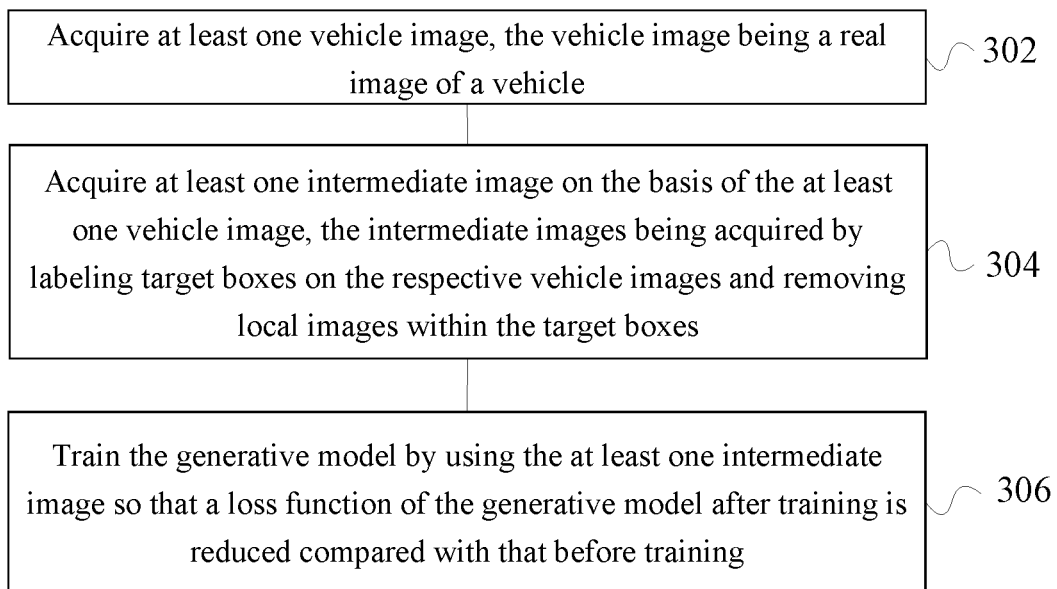 Acquire at least one vehicle image, the vehicle image being a real
image of a vehicle
302
Acquire at least one intermediate image on the basis of the at least
one vehicle image, the intermediate images being acquired by
labeling target boxes on the respective vehicle images and removing
local images within the target boxes
304
Train the generative model by using the at least one intermediate
image so that a loss function of the generative model after training is
reduced compared with that before training
306